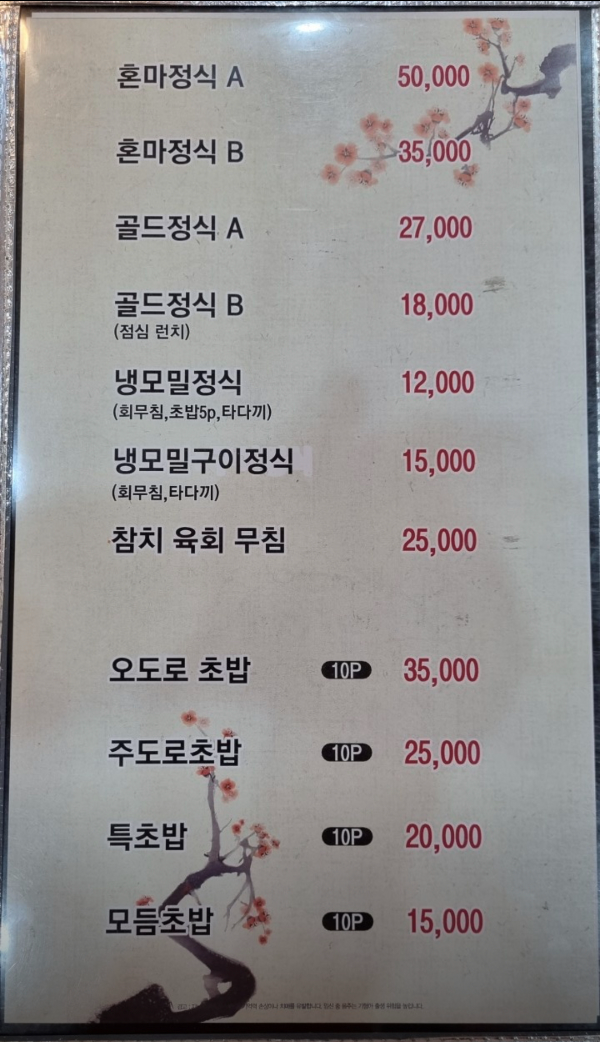 혼마정식 A 50,000
혼마정식 B 35,000
골드정식 A 27,000
골드정식 B 18,000
(점심 런치)
냉모밀정식 12,000
(회무침,초밥5p,타다끼)
냉모밀구이정식 15,000
(회무침,타다끼)
참치 육회 무침 25,000
오도로 초밥 10P 35,000
주도로초밥 10P 25,000
특초밥 10P 20,000
모듬초밥 10P 15,000